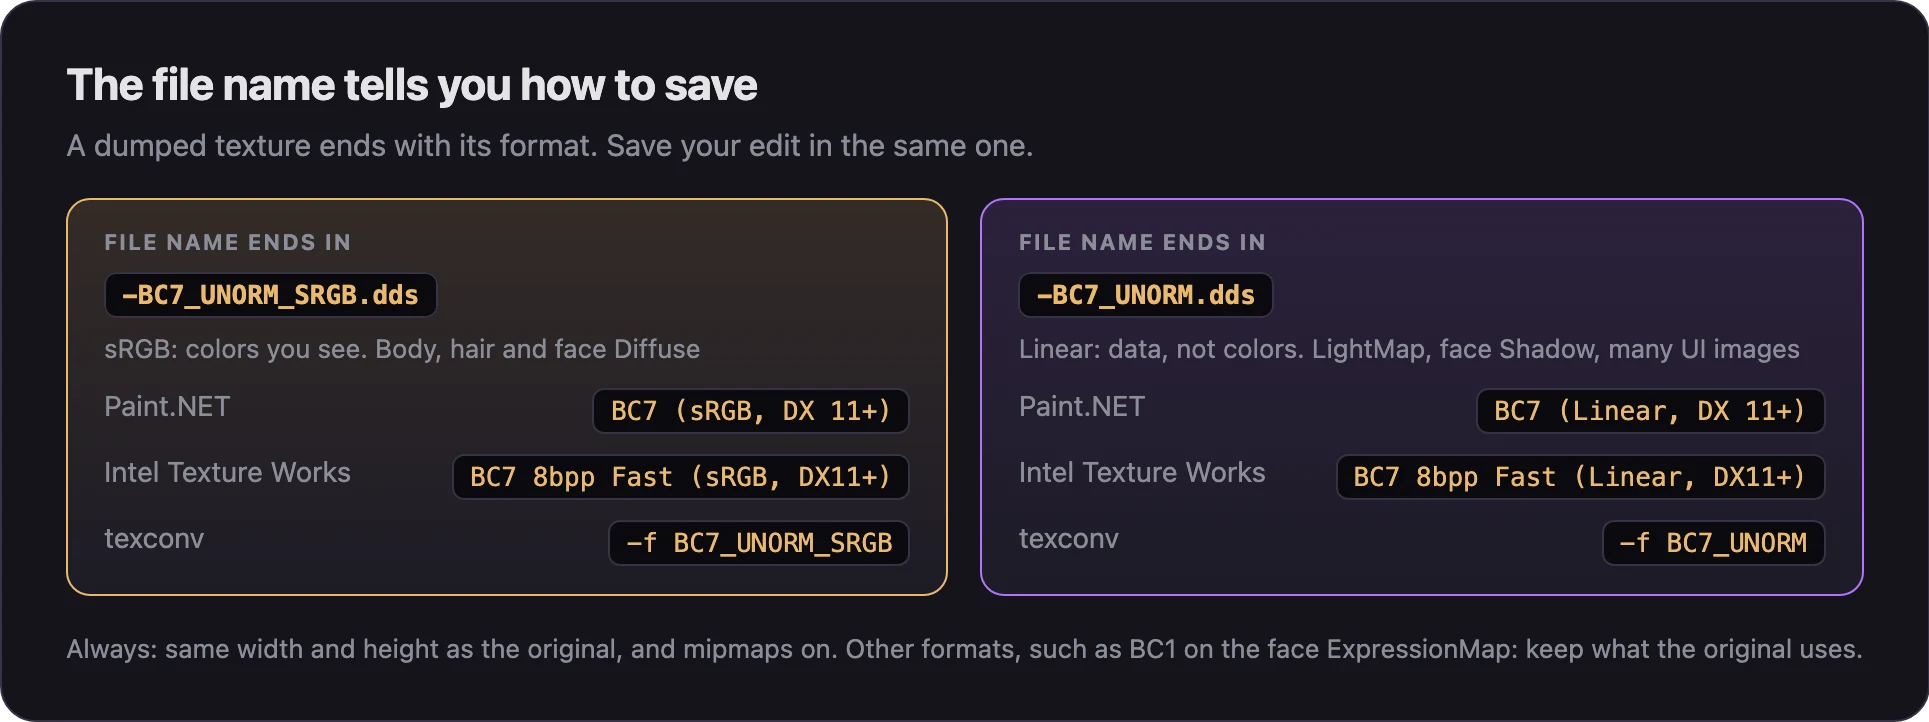 The file name tells you how to save
A dumped texture ends with its format. Save your edit in the same one.
FILE NAME ENDS IN
-BC7_UNORM_SRGB.dds
sRGB: colors you see. Body, hair and face Diffuse
Paint.NET
BC7 (sRGB, DX 11+)
Intel Texture Works
BC7 8bpp Fast (sRGB, DX11+)
texconv
-f BC7_UNORM_SRGB
FILE NAME ENDS IN
-BC7_UNORM.dds
Linear: data, not colors. LightMap, face Shadow, many UI images
Paint.NET
BC7 (Linear, DX 11+)
Intel Texture Works
BC7 8bpp Fast (Linear, DX11+)
texconv
-f BC7_UNORM
Always: same width and height as the original, and mipmaps on. Other formats, such as BC1 on the face ExpressionMap: keep what the original uses.